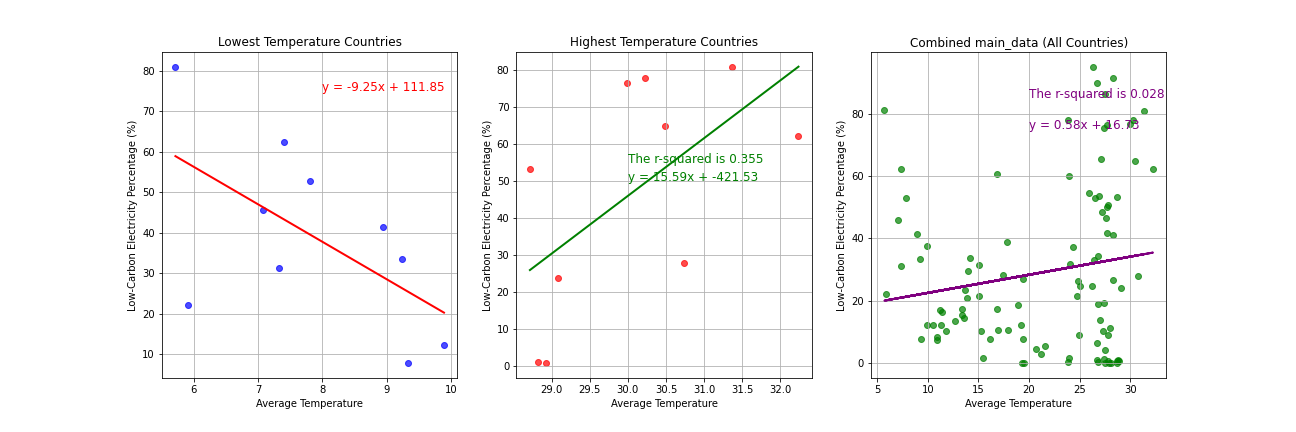 Lowest Temperature Countries
y = -9.25x + 111.85
Low-Carbon Electricity Percentage (%)
80
70
60
50
40
30
20
10
6
7
8
9
10
Average Temperature
Highest Temperature Countries
The r-squared is 0.355
y = 15.59x + -421.53
Low-Carbon Electricity Percentage (%)
80
70
60
50
40
30
20
10
0
29.0
29.5
30.0
30.5
31.0
31.5
32.0
Average Temperature
Combined main_data (All Countries)
The r-squared is 0.028
y = 0.58x + 16.73
Low-Carbon Electricity Percentage (%)
80
60
40
20
0
5
10
15
20
25
30
Average Temperature